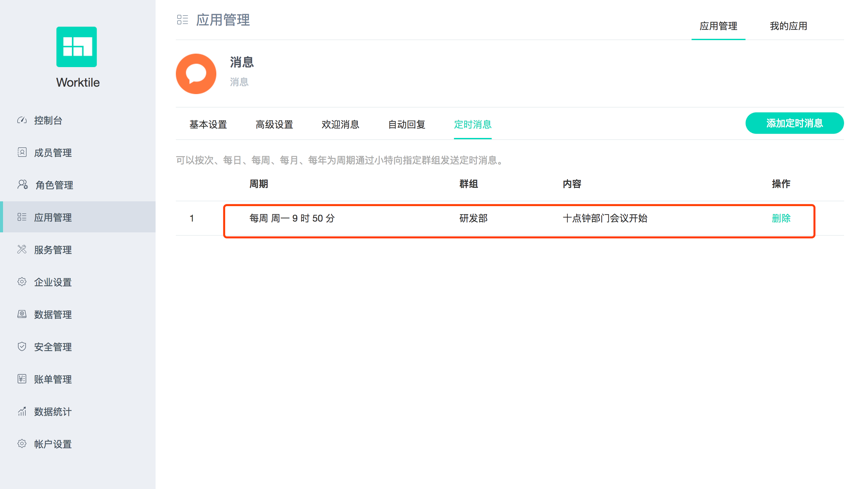 Worktile
控制台
成员管理
角色管理
应用管理
服务管理
企业设置
数据管理
安全管理
账单管理
数据统计
帐户设置
应用管理
应用管理 我的应用
消息
消息
基本设置 高级设置 欢迎消息 自动回复 定时消息 添加定时消息
可以按次、每日、每周、每月、每年为周期通过小特向指定群组发送定时消息。
周期 群组 内容 操作
1 每周 周一 9 时 50 分 研发部 十点钟部门会议开始 删除